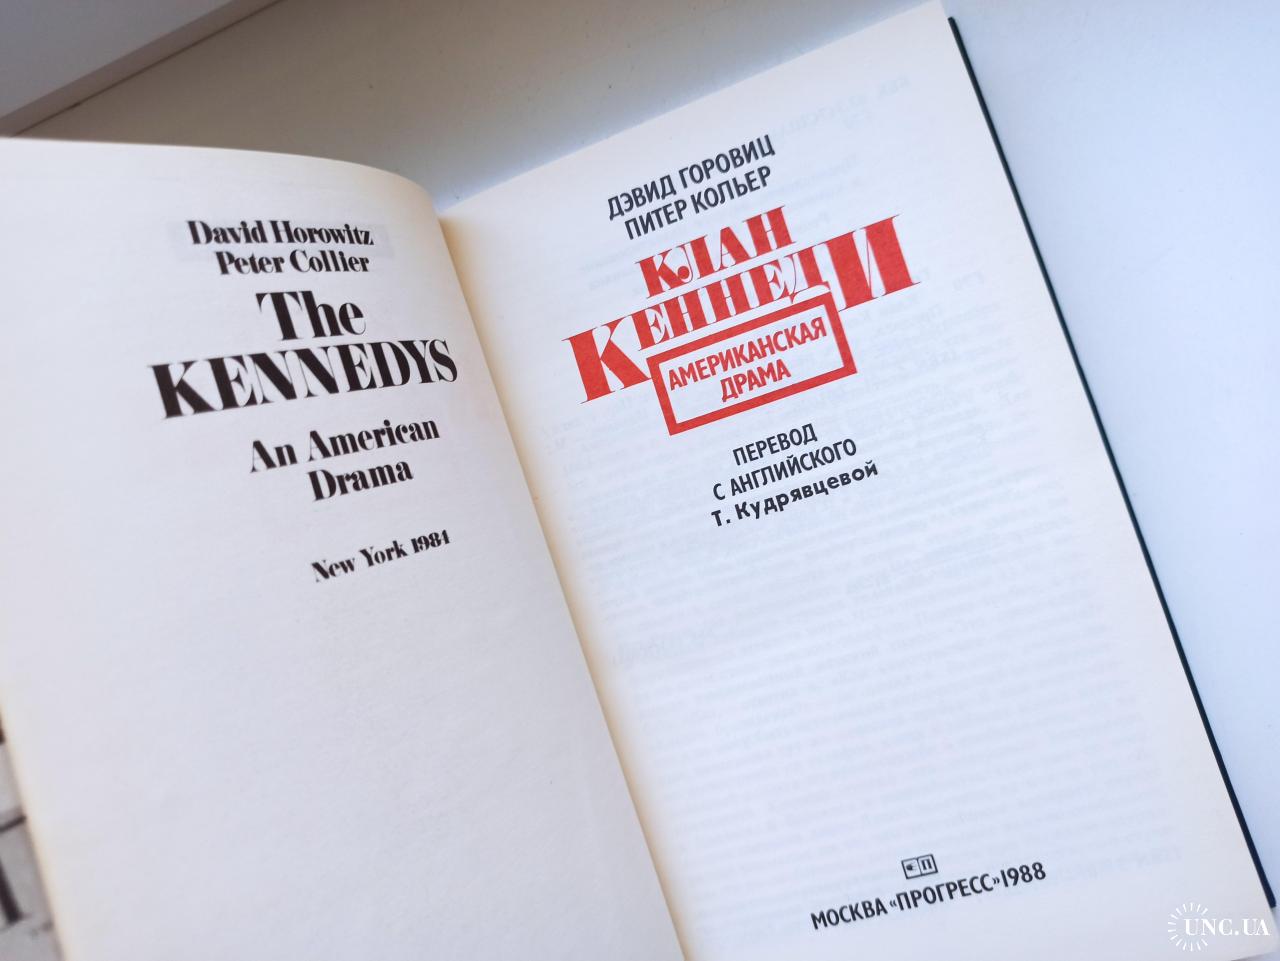 David Horowitz
Peter Collier
The
KENNEDYS
An American
Drama
New York 1984
ДЭВИД ГОРОВИЦ
ПИТЕР КОЛЬЕР
КЛАН
КЕННЕДИ
АМЕРИКАНСКАЯ
ДРАМА
ПЕРЕВОД
С АНГЛИЙСКОГО
Т. Кудрявцевой
МОСКВА «ПРОГРЕСС» 1988
UNC.UA